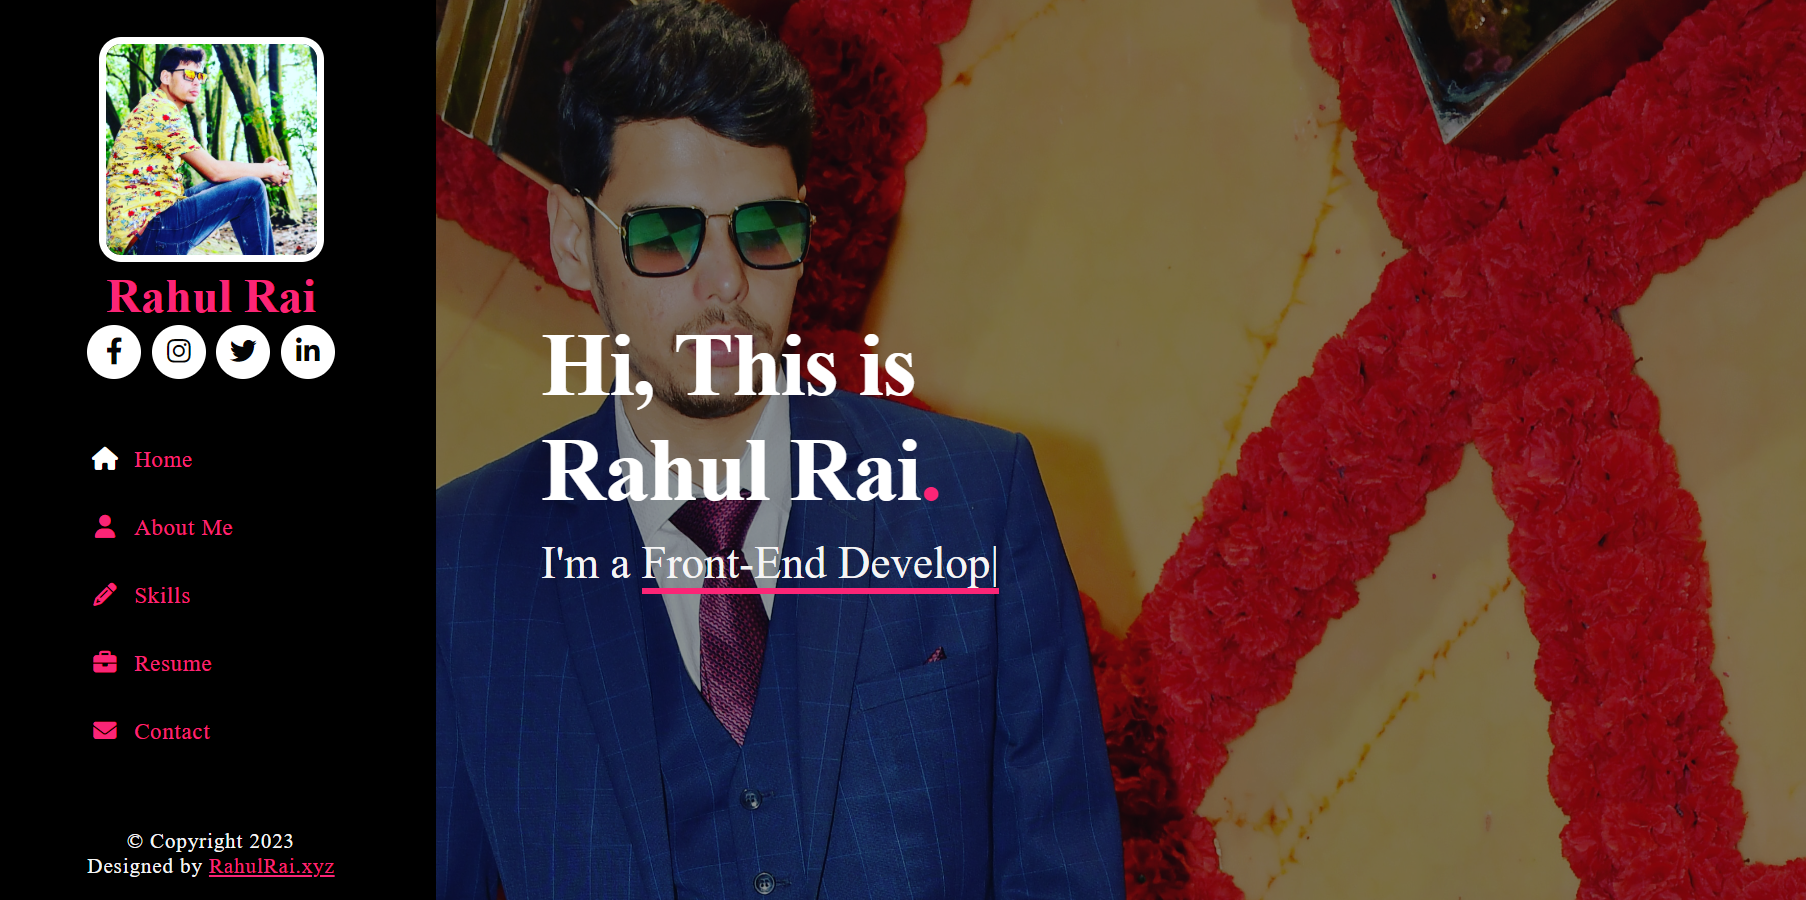 Rahul Rai
Home
About Me
Skills
Resume
Contact
© Copyright 2023
Designed by RahulRai.xyz
Hi, This is
Rahul Rai.
I'm a Front-End Develop|